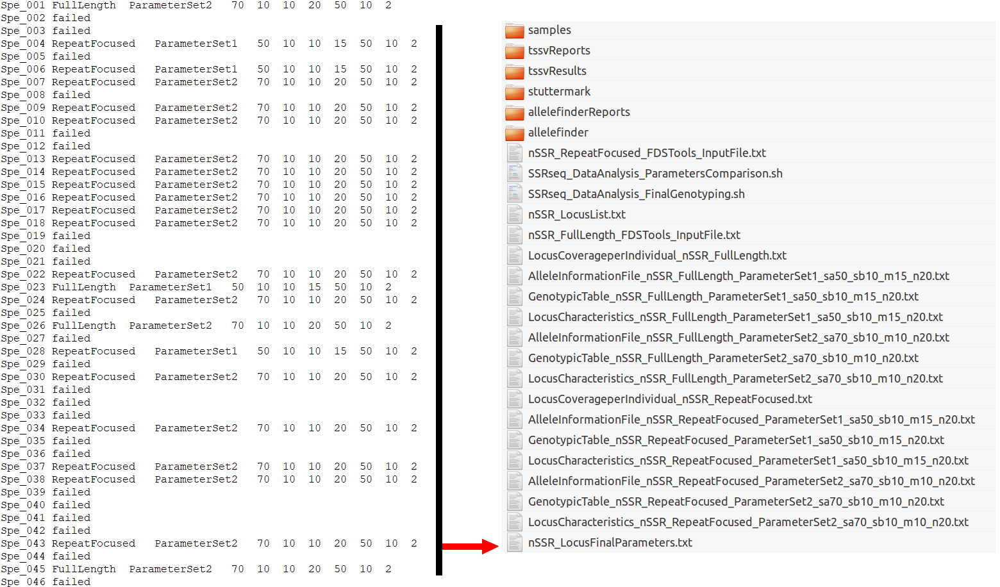 Spe_001 FullLength  ParameterSet2   70  10  10  20  50  10  2
Spe_002 failed
Spe_003 failed
Spe_004 RepeatFocused   ParameterSet1   50  10  10  15  50  10  2
Spe_005 failed
Spe_006 RepeatFocused   ParameterSet1   50  10  10  15  50  10  2
Spe_007 RepeatFocused   ParameterSet2   70  10  10  20  50  10  2
Spe_008 failed
Spe_009 RepeatFocused   ParameterSet2   70  10  10  20  50  10  2
Spe_010 RepeatFocused   ParameterSet2   70  10  10  20  50  10  2
Spe_011 failed
Spe_012 failed
Spe_013 RepeatFocused   ParameterSet2   70  10  10  20  50  10  2
Spe_014 RepeatFocused   ParameterSet2   70  10  10  20  50  10  2
Spe_015 RepeatFocused   ParameterSet2   70  10  10  20  50  10  2
Spe_016 RepeatFocused   ParameterSet2   70  10  10  20  50  10  2
Spe_017 RepeatFocused   ParameterSet2   70  10  10  20  50  10  2
Spe_018 RepeatFocused   ParameterSet2   70  10  10  20  50  10  2
Spe_019 failed
Spe_020 failed
Spe_021 failed
Spe_022 RepeatFocused   ParameterSet2   70  10  10  20  50  10  2
Spe_023 FullLength  ParameterSet1   50  10  10  15  50  10  2
Spe_024 RepeatFocused   ParameterSet2   70  10  10  20  50  10  2
Spe_025 failed
Spe_026 FullLength  ParameterSet2   70  10  10  20  50  10  2
Spe_027 failed
Spe_028 RepeatFocused   ParameterSet1   50  10  10  15  50  10  2
Spe_029 failed
Spe_030 RepeatFocused   ParameterSet2   70  10  10  20  50  10  2
Spe_031 failed
Spe_032 failed
Spe_033 failed
Spe_034 RepeatFocused   ParameterSet2   70  10  10  20  50  10  2
Spe_035 failed
Spe_036 failed
Spe_037 RepeatFocused   ParameterSet2   70  10  10  20  50  10  2
Spe_038 RepeatFocused   ParameterSet2   70  10  10  20  50  10  2
Spe_039 failed
Spe_040 failed
Spe_041 failed
Spe_042 failed
Spe_043 RepeatFocused   ParameterSet2   70  10  10  20  50  10  2
Spe_044 failed
Spe_045 FullLength  ParameterSet2   70  10  10  20  50  10  2
Spe_046 failed
samples
tssvReports
tssvResults
stuttermark
allelefinderReports
allelefinder
nSSR_RepeatFocused_FDSTools_InputFile.txt
SSRseq_DataAnalysis_ParametersComparison.sh
SSRseq_DataAnalysis_FinalGenotyping.sh
nSSR_LocusList.txt
nSSR_FullLength_FDSTools_InputFile.txt
LocusCoverageperIndividual_nSSR_FullLength.txt
AlleleInformationFile_nSSR_FullLength_ParameterSet1_sa50_sb10_m15_n20.txt
GenotypicTable_nSSR_FullLength_ParameterSet1_sa50_sb10_m15_n20.txt
LocusCharacteristics_nSSR_FullLength_ParameterSet1_sa50_sb10_m15_n20.txt
AlleleInformationFile_nSSR_FullLength_ParameterSet2_sa70_sb10_m10_n20.txt
GenotypicTable_nSSR_FullLength_ParameterSet2_sa70_sb10_m10_n20.txt
LocusCharacteristics_nSSR_FullLength_ParameterSet2_sa70_sb10_m10_n20.txt
LocusCoverageperIndividual_nSSR_RepeatFocused.txt
AlleleInformationFile_nSSR_RepeatFocused_ParameterSet1_sa50_sb10_m15_n20.txt
GenotypicTable_nSSR_RepeatFocused_ParameterSet1_sa50_sb10_m15_n20.txt
LocusCharacteristics_nSSR_RepeatFocused_ParameterSet1_sa50_sb10_m15_n20.txt
AlleleInformationFile_nSSR_RepeatFocused_ParameterSet2_sa70_sb10_m10_n20.txt
GenotypicTable_nSSR_RepeatFocused_ParameterSet2_sa70_sb10_m10_n20.txt
LocusCharacteristics_nSSR_RepeatFocused_ParameterSet2_sa70_sb10_m10_n20.txt
nSSR_LocusFinalParameters.txt